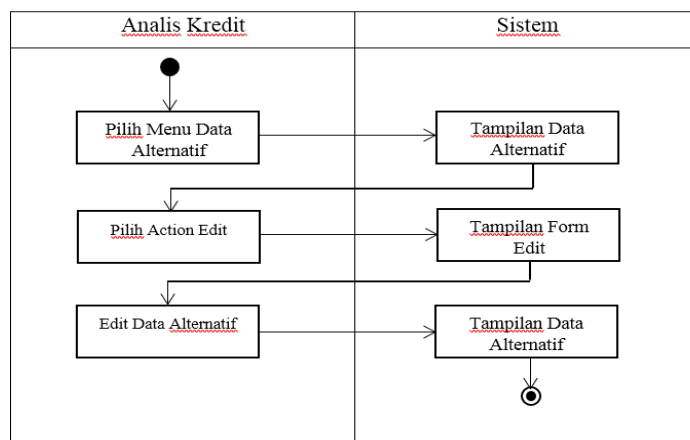 Analis Kredit
Sistem
Pilih Menu Data
Alternatif
Tampilan Data
Alternatif
Pilih Action Edit
Tampilan Form
Edit
Edit Data Alternatif
Tampilan Data
Alternatif